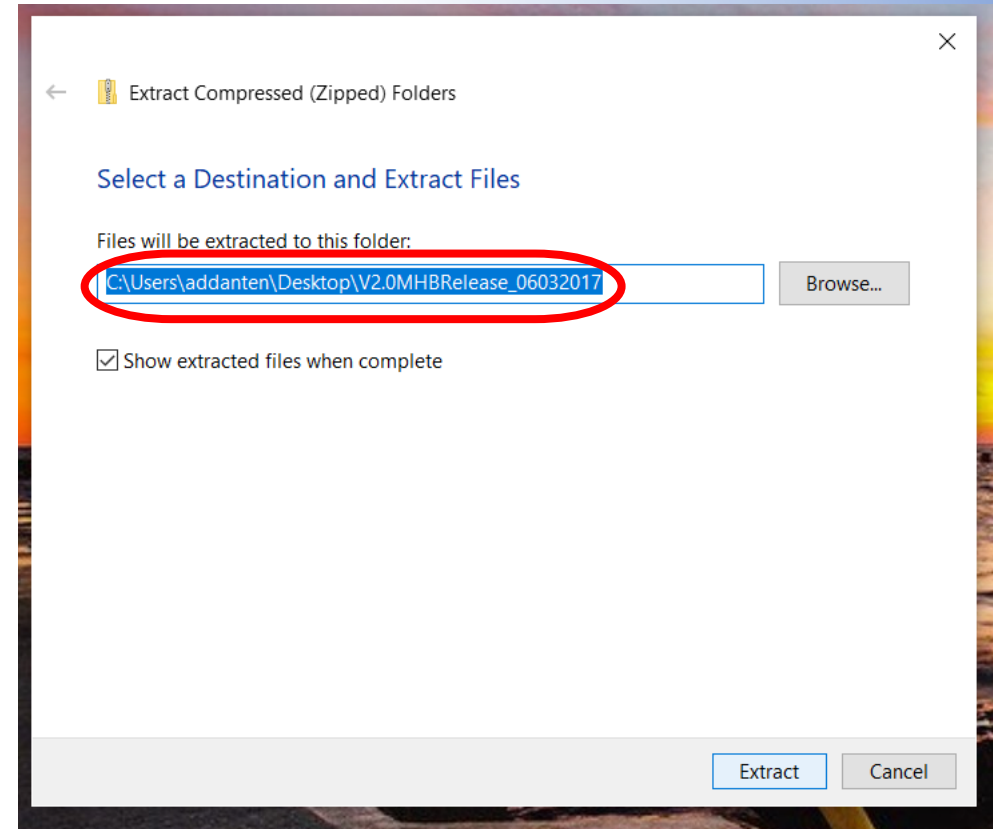 Extract Compressed (Zipped) Folders
Select a Destination and Extract Files
Files will be extracted to this folder:
C:\Users\addanten\Desktop\V2.0MHBRelease_06032017
Browse...
Show extracted files when complete
Extract
Cancel